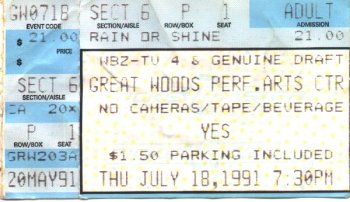 GW0718 SECT 6 P 1 ADULT
EVENT CODE SECTION/AISLE ROW/BOX SEAT ADMISSION
$ 21.00 RAIN OR SHINE 21.00
PRICE
$ WBZ-TV 4 & GENUINE DRAFT
SECT 6 GREAT WOODS PERF.ARTS CTR
SECTION/AISLE
CA 20× NO CAMERAS/TAPE/BEVERAGE
P 1 YES
ROW/BOX SEAT
GRW203A $1.50 PARKING INCLUDED
20MAY91 THU JULY 18,1991 7:30PM